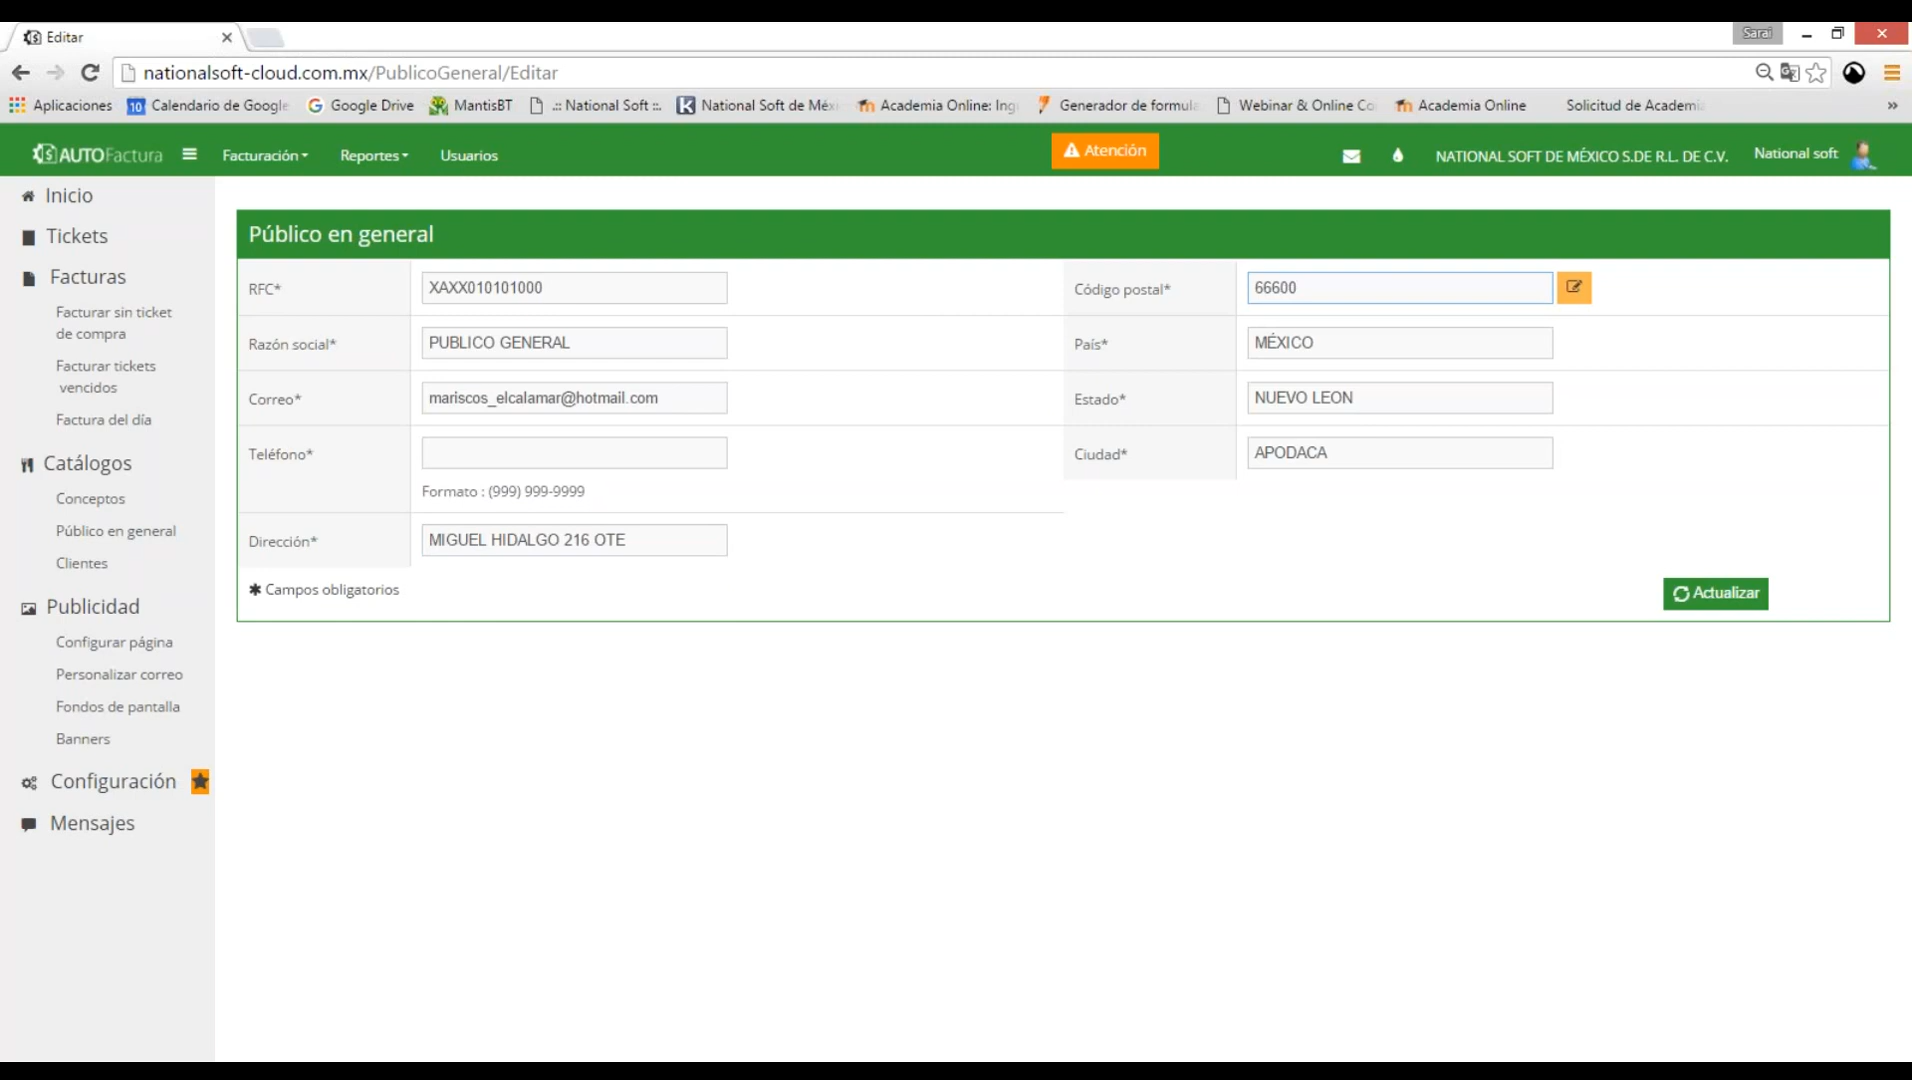 Editar
Sarai
nationalsoft-cloud.com.mx/PublicoGeneral/Editar
Aplicaciones 10 Calendario de Google Google Drive MantisBT .:: National Soft ::. National Soft de Méxi Academia Online: Ing Generador de formula Webinar & Online Co Academia Online Solicitud de Academi »
AUTOFactura Facturación Reportes Usuarios Atención NATIONAL SOFT DE MÉXICO S.DE R.L. DE C.V. National soft
Inicio
Tickets
Facturas
Facturar sin ticket
de compra
Facturar tickets
vencidos
Factura del día
Catálogos
Conceptos
Público en general
Clientes
Publicidad
Configurar página
Personalizar correo
Fondos de pantalla
Banners
Configuración
Mensajes
Público en general
RFC* XAXX010101000
Código postal* 66600
Razón social* PUBLICO GENERAL
País* MÉXICO
Correo* mariscos_elcalamar@hotmail.com
Estado* NUEVO LEON
Teléfono*
Ciudad* APODACA
Formato : (999) 999-9999
Dirección* MIGUEL HIDALGO 216 OTE
✱ Campos obligatorios
Actualizar